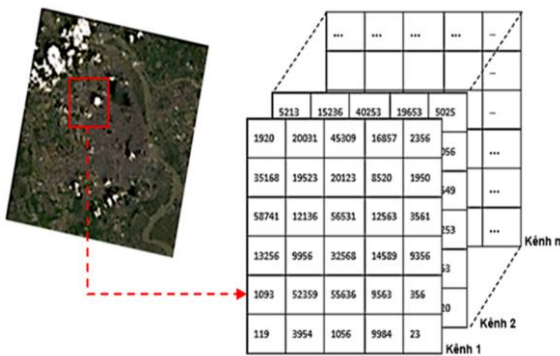 ... ... ... ... ...
...
5213 15236 40253 19653 5025
1920 20031 45309 16857 2356
35168 19523 20123 8520 1950
...
58741 12136 56531 12563 3561
...
13256 9956 32568 14589 9356
...
Kênh n
1093 52359 55636 9563 356
Kênh 2
119 3954 1056 9984 23
Kênh 1